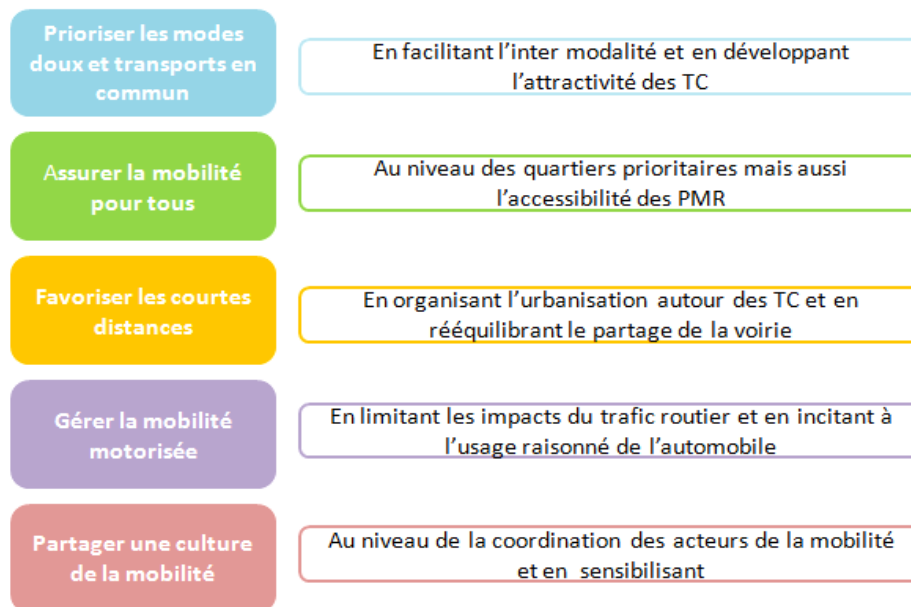 Prioriser les modes
doux et transports en
commun
En facilitant l'inter modalité et en développant
l'attractivité des TC
Assurer la mobilité
pour tous
Au niveau des quartiers prioritaires mais aussi
l'accessibilité des PMR
Favoriser les courtes
distances
En organisant l'urbanisation autour des TC et en
rééquilibrant le partage de la voirie
Gérer la mobilité
motorisée
En limitant les impacts du trafic routier et en incitant à
l'usage raisonné de l'automobile
Partager une culture
de la mobilité
Au niveau de la coordination des acteurs de la mobilité
et en sensibilisant